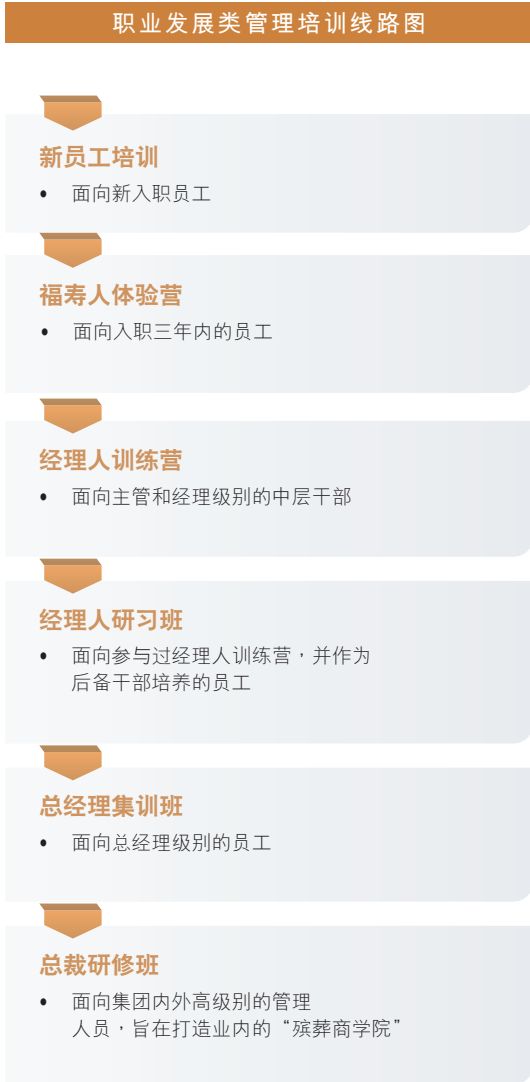 职业发展类管理培训线路图
新员工培训
• 面向新入职员工
福寿人体验营
• 面向入职三年内的员工
经理人训练营
• 面向主管和经理级别的中层干部
经理人研习班
• 面向参与过经理人训练营，并作为
后备干部培养的员工
总经理集训班
• 面向总经理级别的员工
总裁研修班
• 面向集团内外高级别的管理
人员，旨在打造业内的“殡葬商学院”